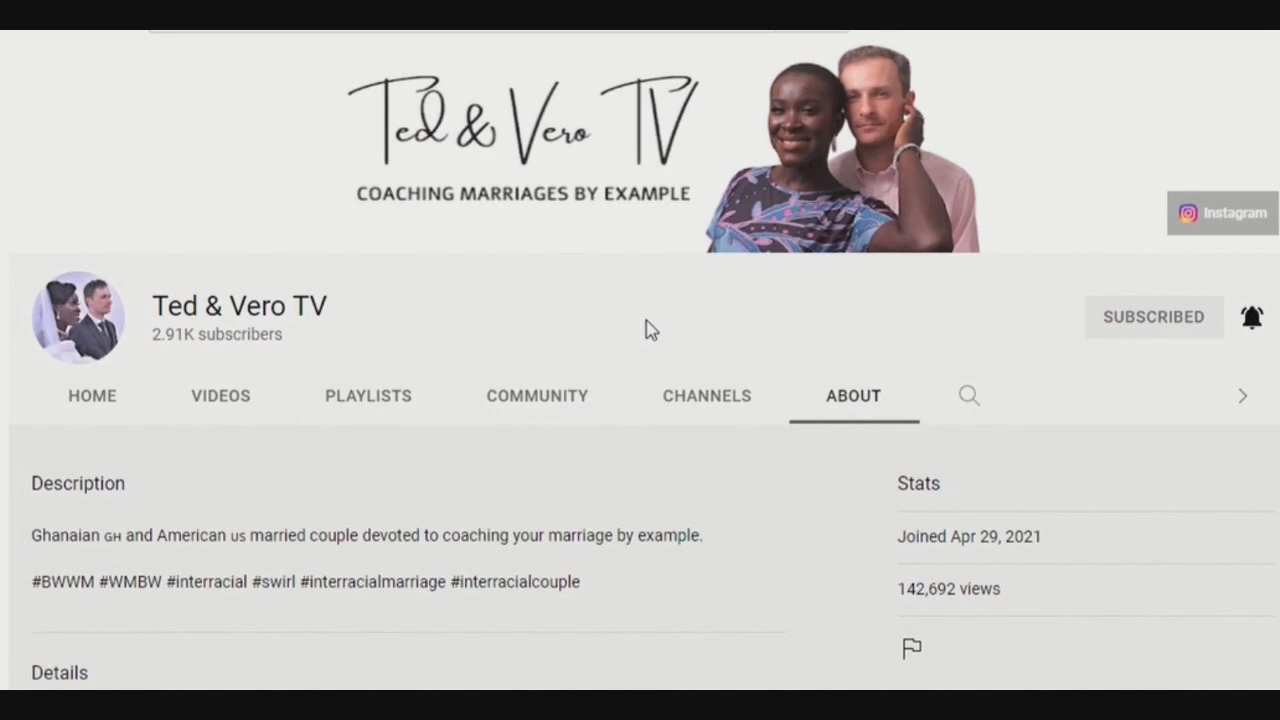 Ted & Vero TV
COACHING MARRIAGES BY EXAMPLE
Instagram
Ted & Vero TV
2.91K subscribers
SUBSCRIBED
HOME VIDEOS PLAYLISTS COMMUNITY CHANNELS ABOUT
Description
Ghanaian GH and American US married couple devoted to coaching your marriage by example.
#BWWM #WMBW #interracial #swirl #interracialmarriage #interracialcouple
Details
Stats
Joined Apr 29, 2021
142,692 views